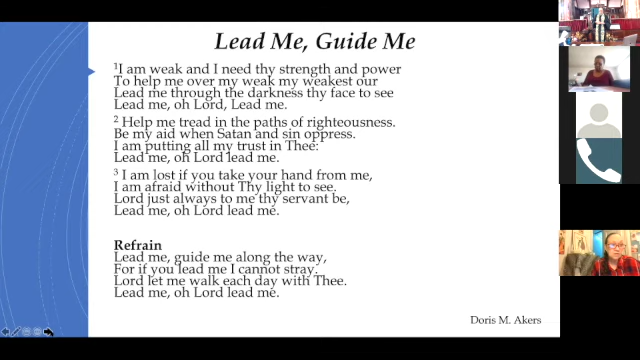 Lead Me, Guide Me
¹I am weak and I need thy strength and power
To help me over my weak my weakest our
Lead me through the darkness thy face to see
Lead me, oh Lord, Lead me.
² Help me tread in the paths of righteousness.
Be my aid when Satan and sin oppress.
I am putting all my trust in Thee:
Lead me, oh Lord lead me.
³ I am lost if you take your hand from me,
I am afraid without Thy light to see.
Lord just always to me thy servant be,
Lead me, oh Lord lead me.
Refrain
Lead me, guide me along the way,
For if you lead me I cannot stray.
Lord let me walk each day with Thee.
Lead me, oh Lord lead me.
Doris M. Akers